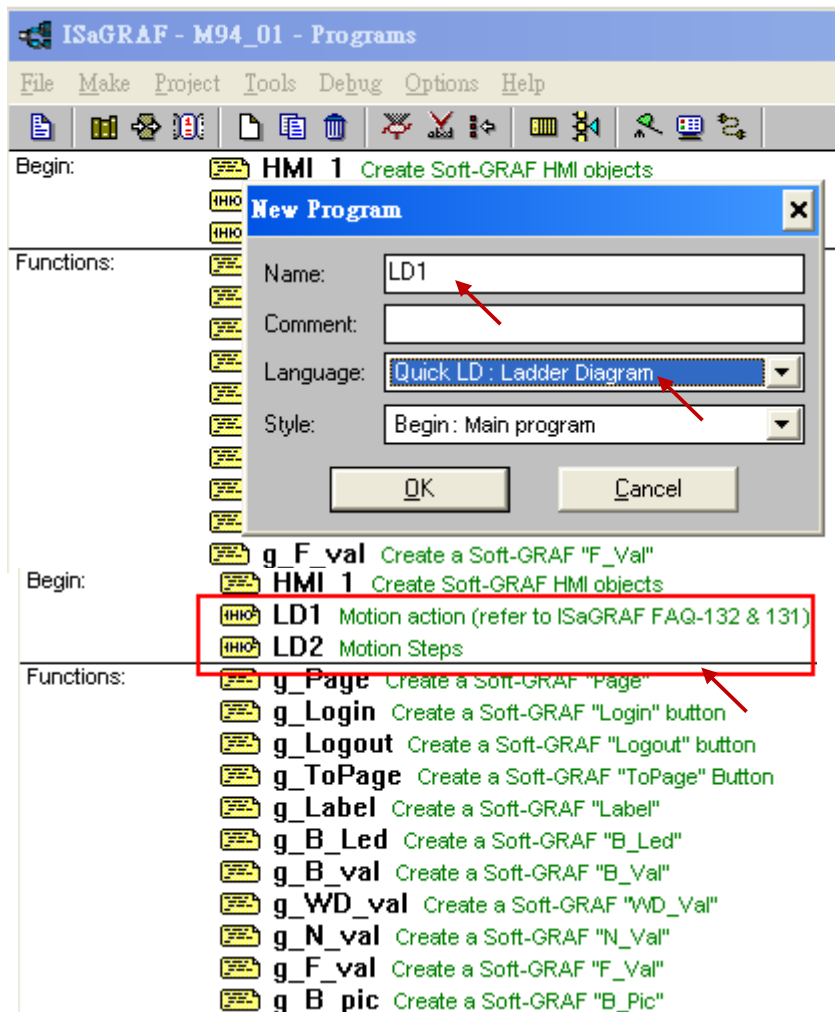 ISaGRAF - M94_01 - Programs
File Make Project Tools Debug Options Help
Begin: HMI_1 Create Soft-GRAF HMI objects
New Program
Functions:
Name: LD1
Comment:
Language: Quick LD : Ladder Diagram
Style: Begin : Main program
OK Cancel
g_F_val Create a Soft-GRAF "F_Val"
Begin: HMI_1 Create Soft-GRAF HMI objects
LD1 Motion action (refer to ISaGRAF FAQ-132 & 131)
LD2 Motion Steps
Functions: g_Page Create a Soft-GRAF "Page"
g_Login Create a Soft-GRAF "Login" button
g_Logout Create a Soft-GRAF "Logout" button
g_ToPage Create a Soft-GRAF "ToPage" Button
g_Label Create a Soft-GRAF "Label"
g_B_Led Create a Soft-GRAF "B_Led"
g_B_val Create a Soft-GRAF "B_Val"
g_WD_val Create a Soft-GRAF "WD_Val"
g_N_val Create a Soft-GRAF "N_Val"
g_F_val Create a Soft-GRAF "F_Val"
g_B_pic Create a Soft-GRAF "B_Pic"